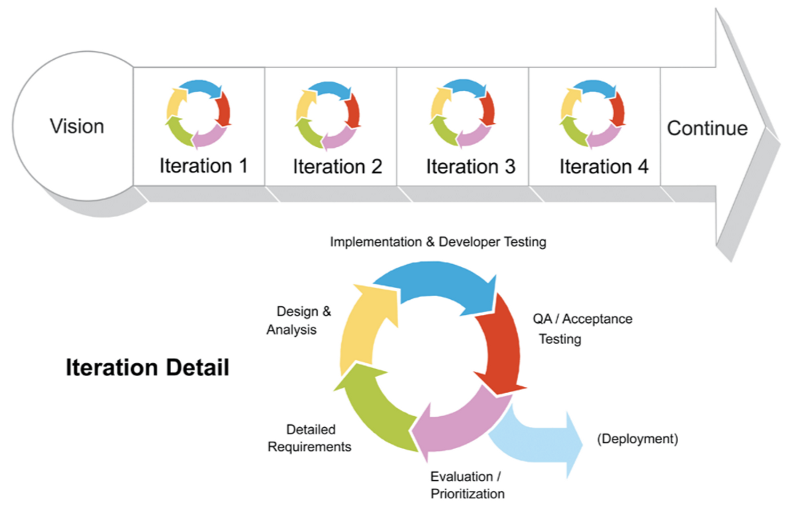 Vision
Iteration 1
Iteration 2
Iteration 3
Iteration 4
Continue
Implementation & Developer Testing
Design &
Analysis
QA / Acceptance
Testing
Iteration Detail
Detailed
Requirements
(Deployment)
Evaluation /
Prioritization